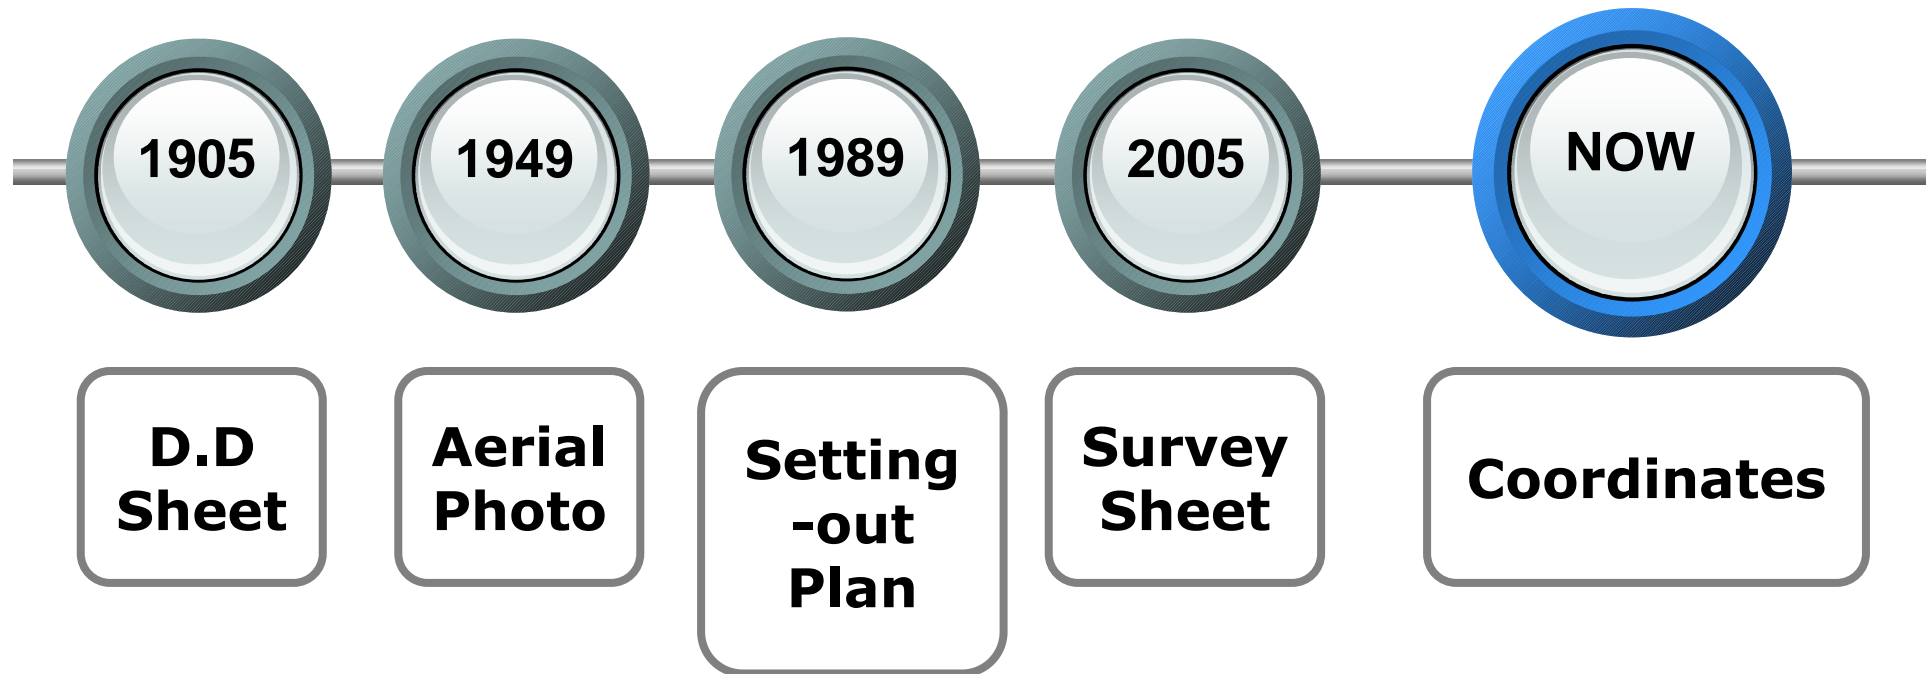 1905
1949
1989
2005
NOW
D.D
Sheet
Aerial
Photo
Setting
-out
Plan
Survey
Sheet
Coordinates